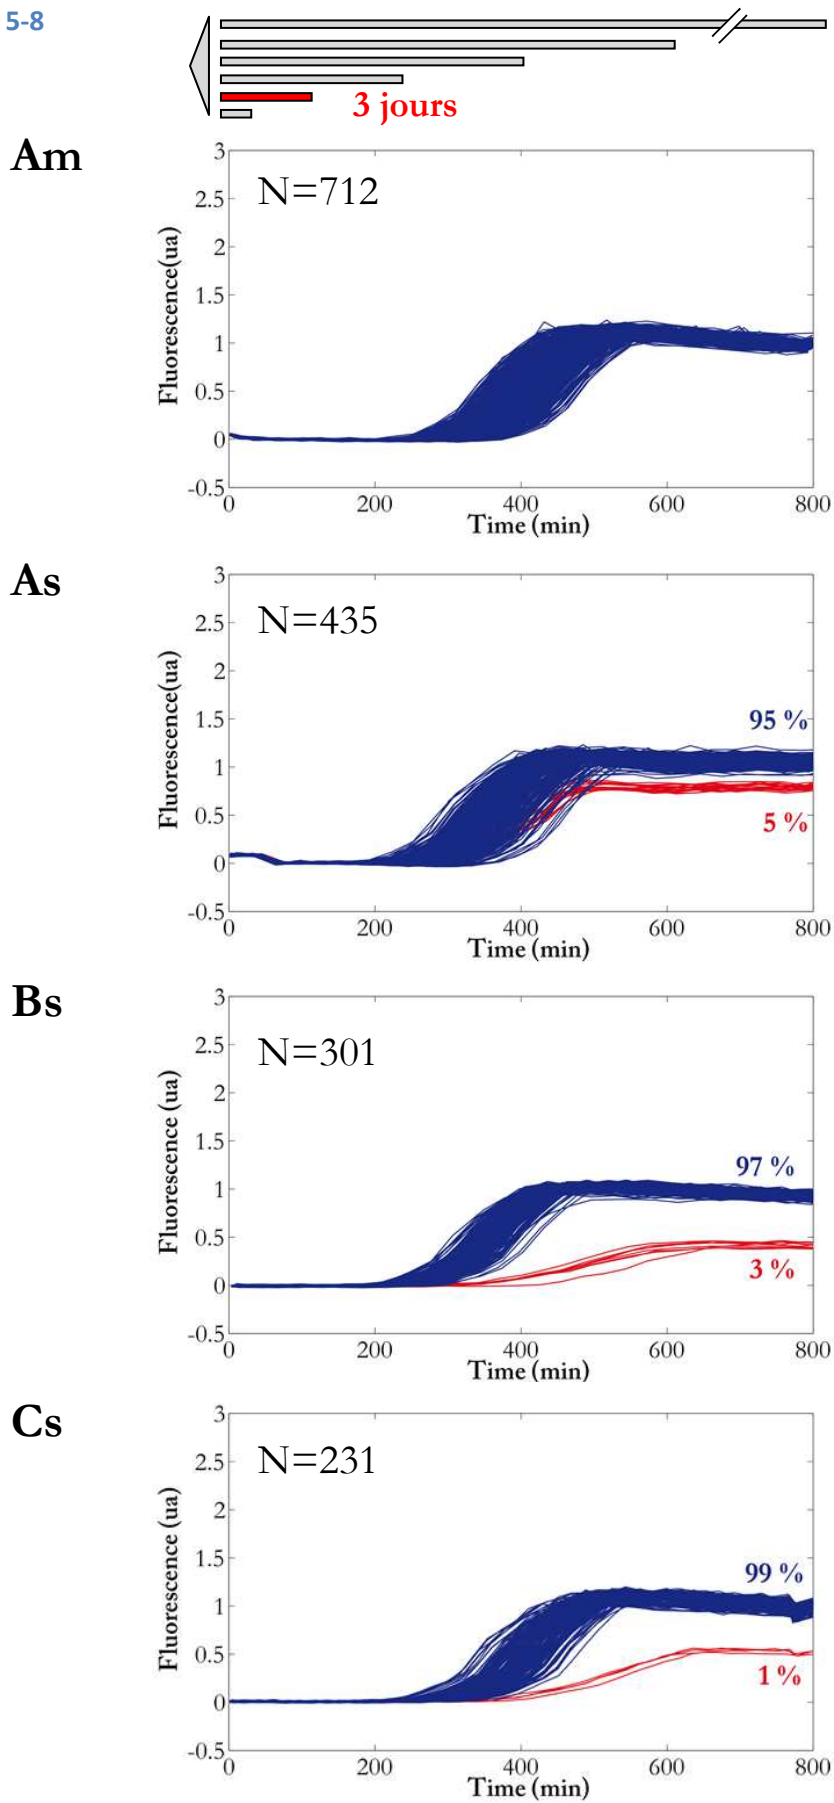 5-8
3 jours
Am
N=712
3
2.5
2
1.5
1
0.5
0
-0.5
Fluorescence(ua)
0 200 400 600 800
Time (min)
As
N=435
3
2.5
2
1.5
1
0.5
0
-0.5
Fluorescence(ua)
95 %
5 %
0 200 400 600 800
Time (min)
Bs
N=301
3
2.5
2
1.5
1
0.5
0
-0.5
Fluorescence (ua)
97 %
3 %
0 200 400 600 800
Time (min)
Cs
N=231
3
2.5
2
1.5
1
0.5
0
-0.5
Fluorescence (ua)
99 %
1 %
0 200 400 600 800
Time (min)